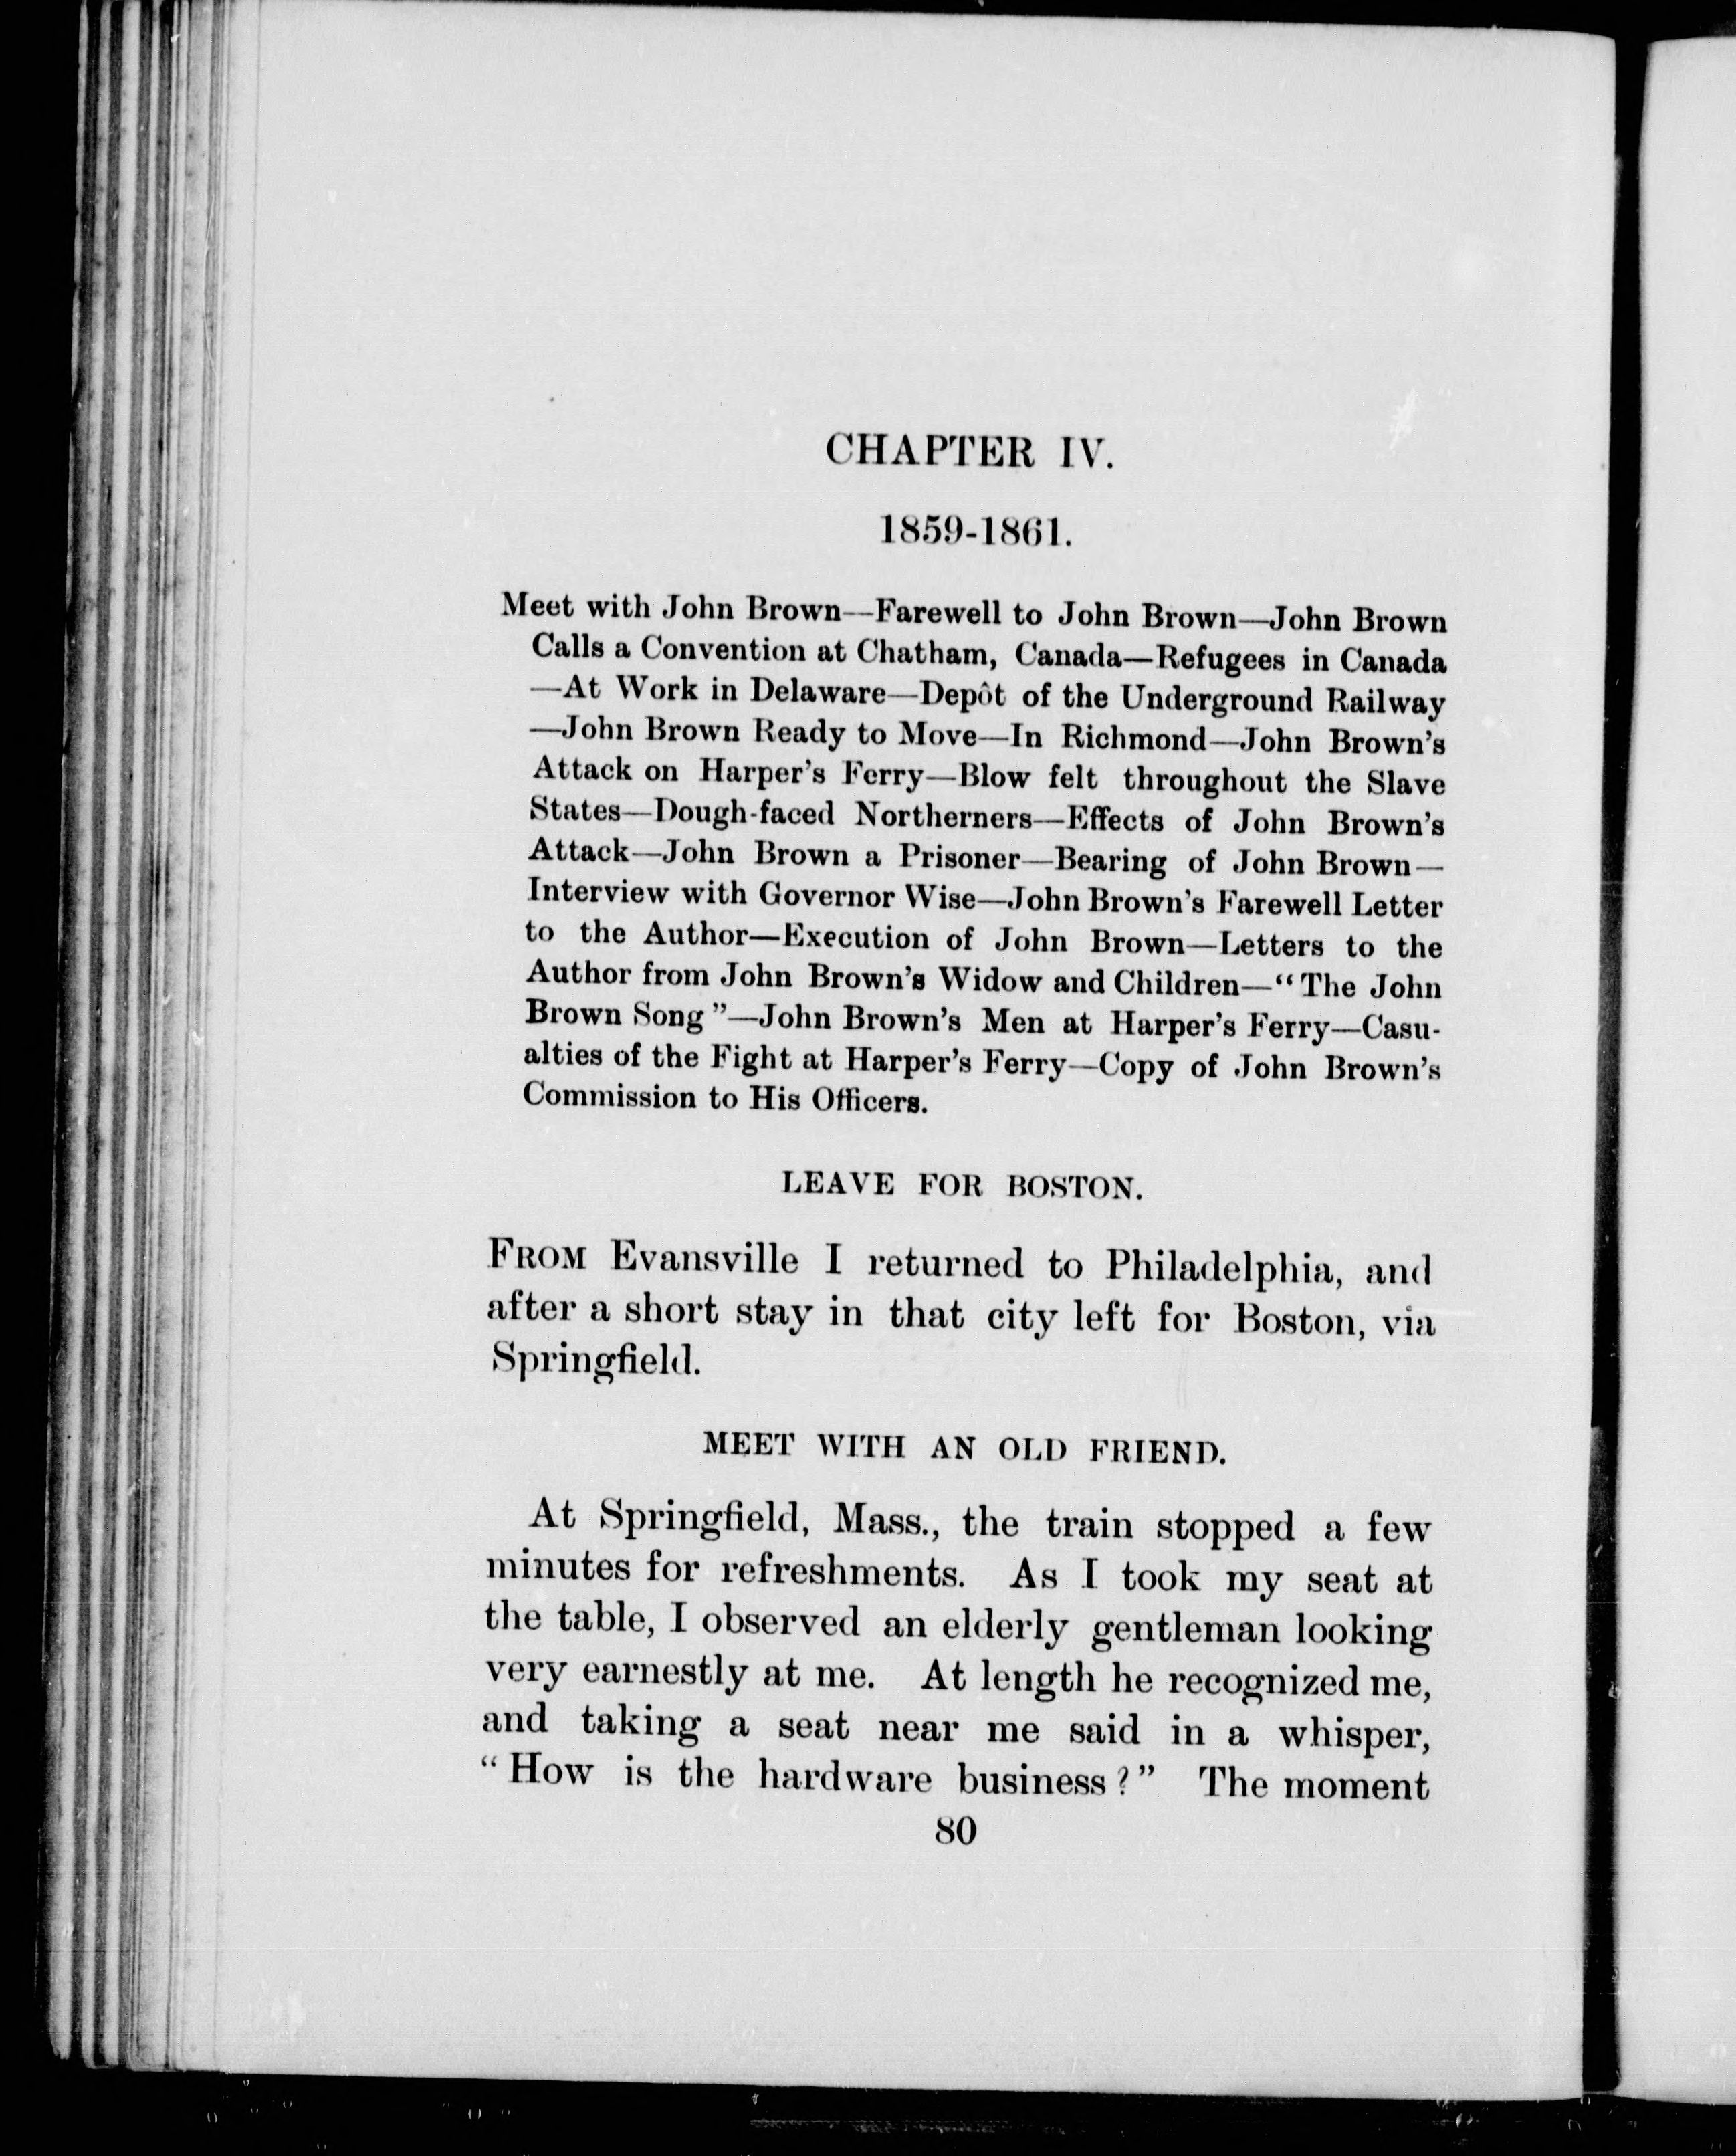 CHAPTER IV.
1859-1861.
Meet with John Brown—Farewell to John Brown—John Brown
Calls a Convention at Chatham, Canada—Refugees in Canada
—At Work in Delaware—Depôt of the Underground Railway
—John Brown Ready to Move—In Richmond—John Brown's
Attack on Harper's Ferry—Blow felt throughout the Slave
States—Dough-faced Northerners—Effects of John Brown's
Attack—John Brown a Prisoner—Bearing of John Brown—
Interview with Governor Wise—John Brown's Farewell Letter
to the Author—Execution of John Brown—Letters to the
Author from John Brown's Widow and Children—“The John
Brown Song”—John Brown's Men at Harper's Ferry—Casu-
alties of the Fight at Harper's Ferry—Copy of John Brown's
Commission to His Officers.
LEAVE FOR BOSTON.
FROM Evansville I returned to Philadelphia, and
after a short stay in that city left for Boston, via
Springfield.
MEET WITH AN OLD FRIEND.
At Springfield, Mass., the train stopped a few
minutes for refreshments. As I took my seat at
the table, I observed an elderly gentleman looking
very earnestly at me. At length he recognized me,
and taking a seat near me said in a whisper,
“How is the hardware business?” The moment
80